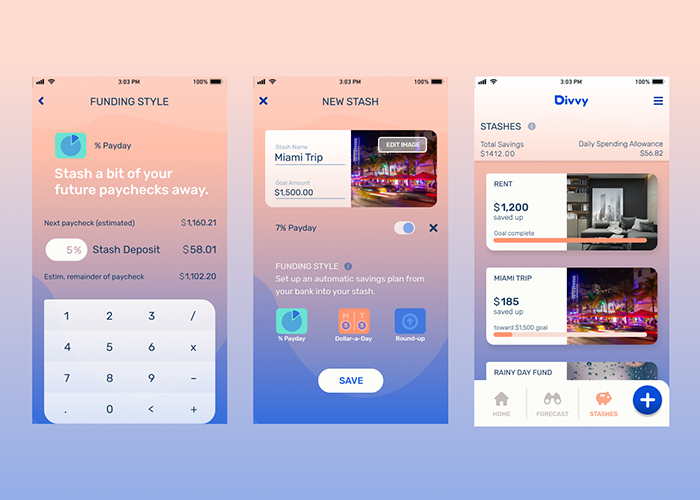 3:03 PM 100%
FUNDING STYLE
% Payday
Stash a bit of your
future paychecks away.
Next paycheck (estimated) $1,160.21
5% Stash Deposit $58.01
Estim. remainder of paycheck $1,102.20
1 2 3 /
4 5 6 x
7 8 9 –
. 0 < +
3:03 PM 100%
NEW STASH
Stash Name
Miami Trip
EDIT IMAGE
Goal Amount
$1,500.00
7% Payday
FUNDING STYLE i
Set up an automatic savings plan from
your bank into your stash.
M T
% Payday Dollar-a-Day Round-up
SAVE
3:03 PM 100%
Divvy
STASHES i
Total Savings Daily Spending Allowance
$1412.00 $56.82
RENT
$1,200
saved up
Goal complete
MIAMI TRIP
$185
saved up
toward $1,500 goal
RAINY DAY FUND
HOME FORECAST STASHES +